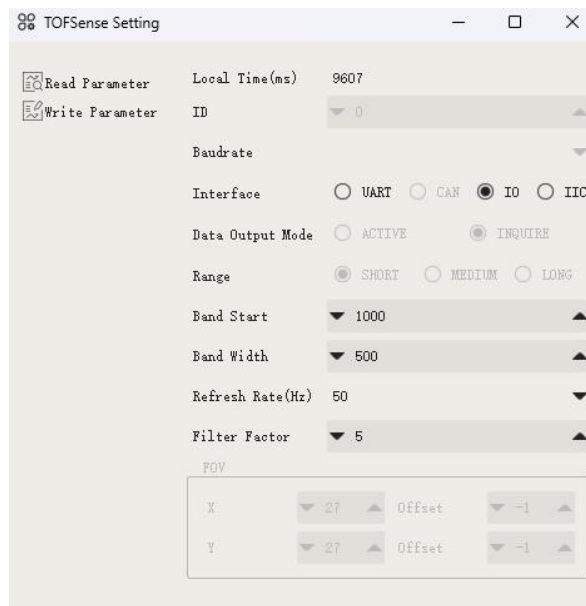 TOFSense Setting
Read Parameter
Write Parameter
Local Time(ms) 9607
ID 0
Baudrate
Interface UART CAN IO IIC
Data Output Mode ACTIVE INQUIRE
Range SHORT MEDIUM LONG
Band Start 1000
Band Width 500
Refresh Rate(Hz) 50
Filter Factor 5
FOV
X 27 Offset -1
Y 27 Offset -1